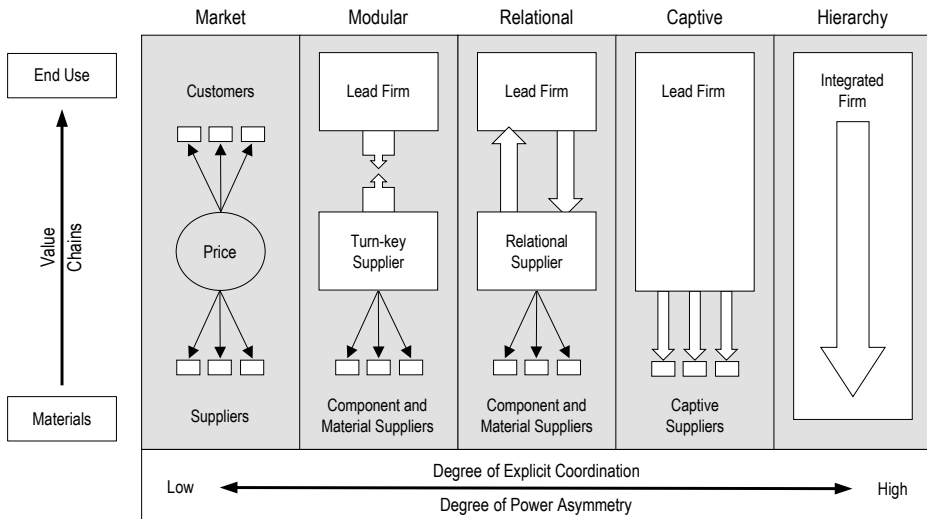 Market
Modular
Relational
Captive
Hierarchy
End Use
Value
Chains
Materials
Customers
Price
Suppliers
Lead Firm
Turn-key
Supplier
Component and
Material Suppliers
Lead Firm
Relational
Supplier
Component and
Material Suppliers
Lead Firm
Captive
Suppliers
Integrated
Firm
Low
Degree of Explicit Coordination
Degree of Power Asymmetry
High